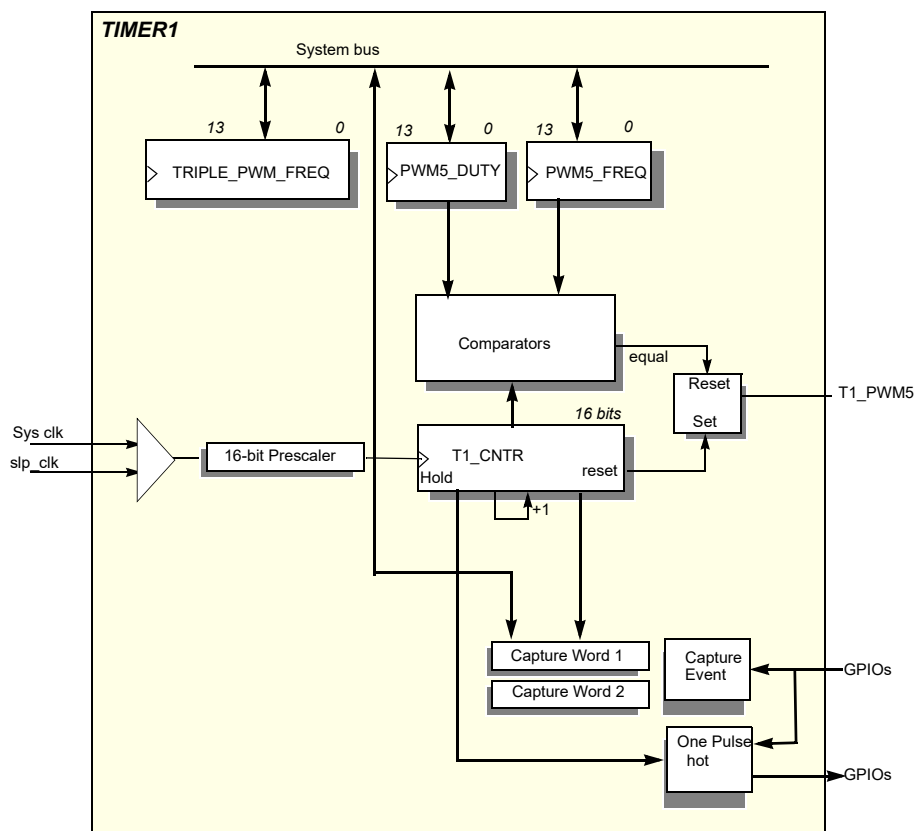 TIMER1
System bus
13 0
13 0
13 0
TRIPLE_PWM_FREQ
PWM5_DUTY
PWM5_FREQ
Comparators
equal
Reset
Set
T1_PWM5
16 bits
Sys clk
slp_clk
16-bit Prescaler
T1_CNTR
Hold
reset
+1
Capture Word 1
Capture Word 2
Capture
Event
GPIOs
One Pulse
hot
GPIOs